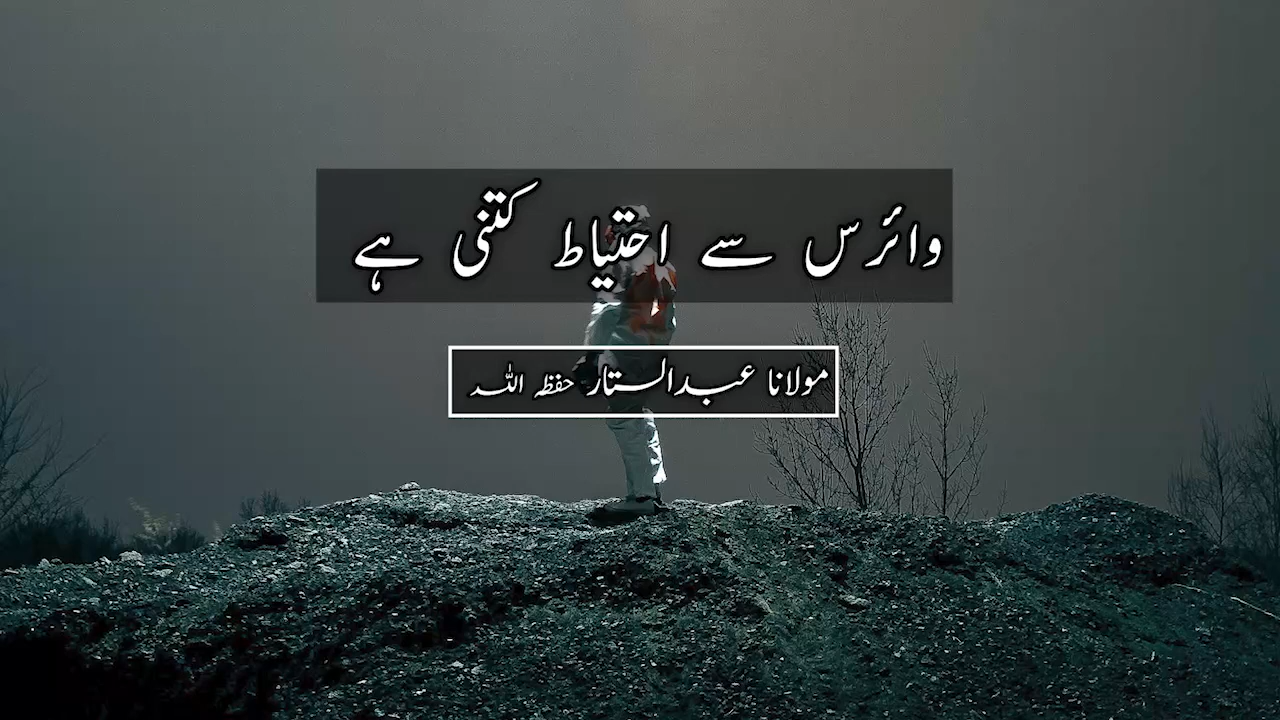 وائرس سے احتیاط کتنی ہے
مولانا عبدالستار حفظہ اللہ